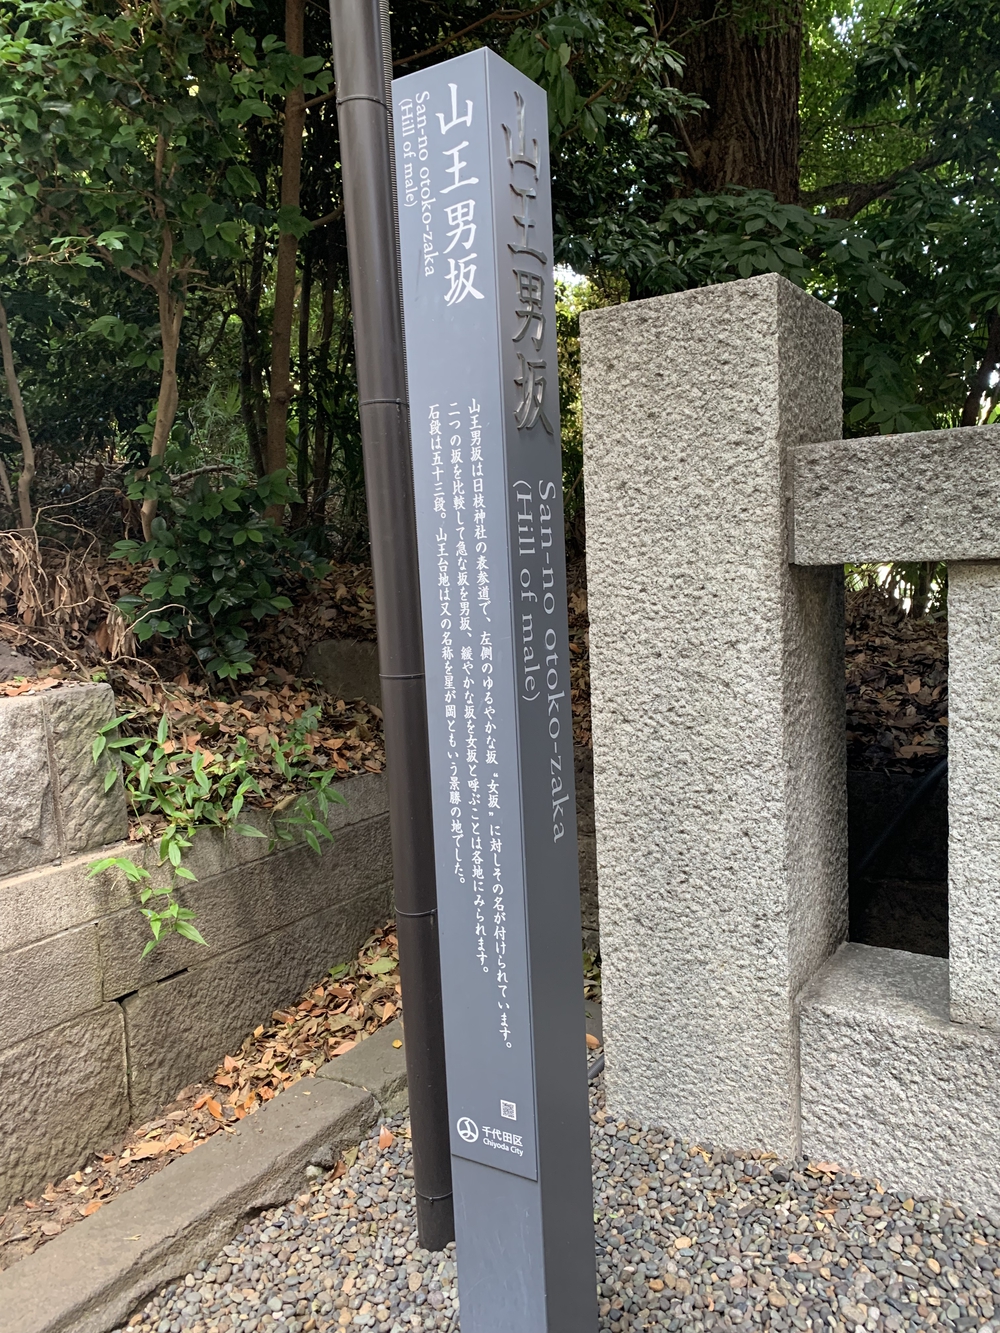 山王男坂
San-no otoko-zaka
(Hill of male)
山王男坂は日枝神社の表参道で、左側のゆるやかな坂“女坂”に対しその名が付けられています。
二つの坂を比較して急な坂を男坂、緩やかな坂を女坂と呼ぶことは各地にみられます。
石段は五十三段。山王台地は又の名称を星が岡ともいう景勝の地でした。
千代田区
Chiyoda City
山王男坂
San-no otoko-zaka
(Hill of male)